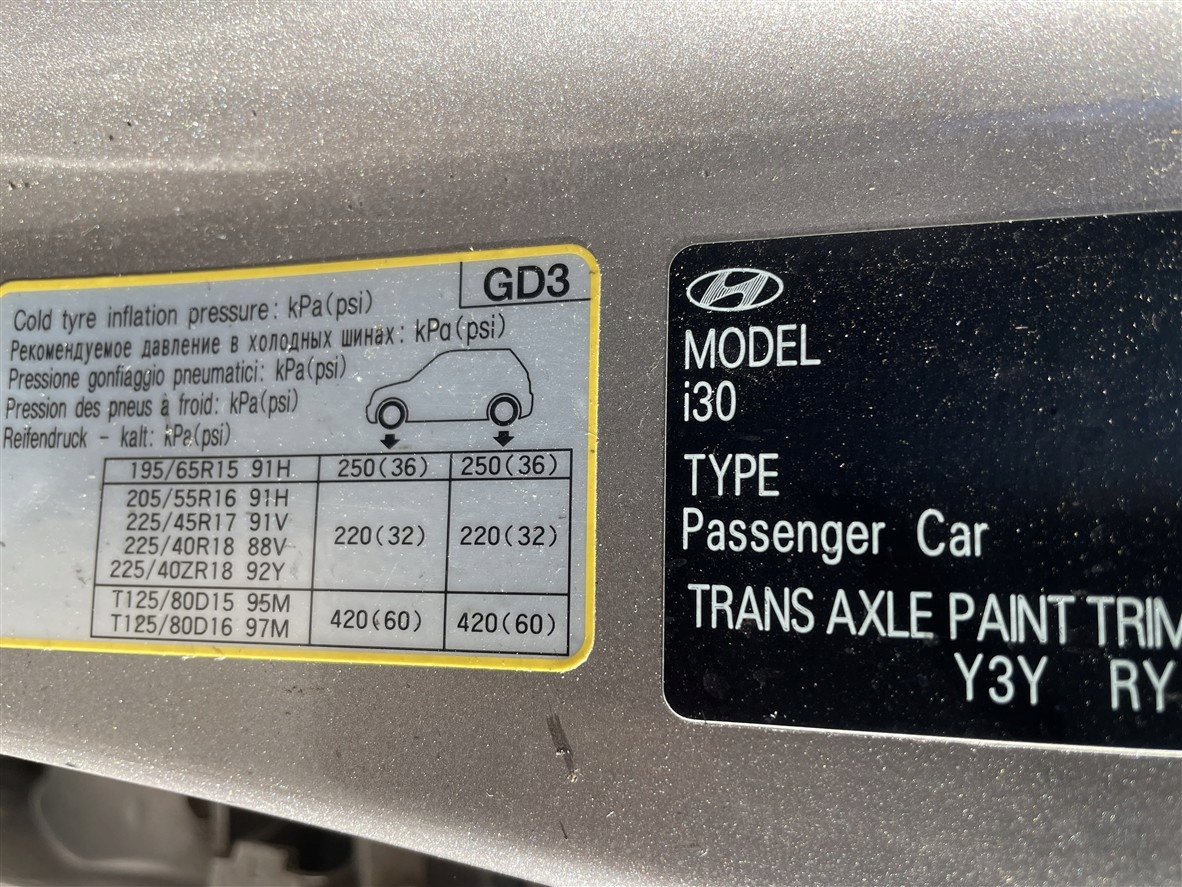 GD3
Cold tyre inflation pressure: kPa(psi)
Рекомендуемое давление в холодных шинах: kPa(psi)
Pressione gonfiaggio pneumatici: kPa(psi)
Pression des pneus à froid: kPa(psi)
Reifendruck - kalt: kPa(psi)
195/65R15 91H 250(36) 250(36)
205/55R16 91H
225/45R17 91V
225/40R18 88V
225/40ZR18 92Y
220(32) 220(32)
T125/80D15 95M
T125/80D16 97M
420(60) 420(60)
MODEL
i30
TYPE
Passenger Car
TRANS AXLE PAINT TRIM
Y3Y RY